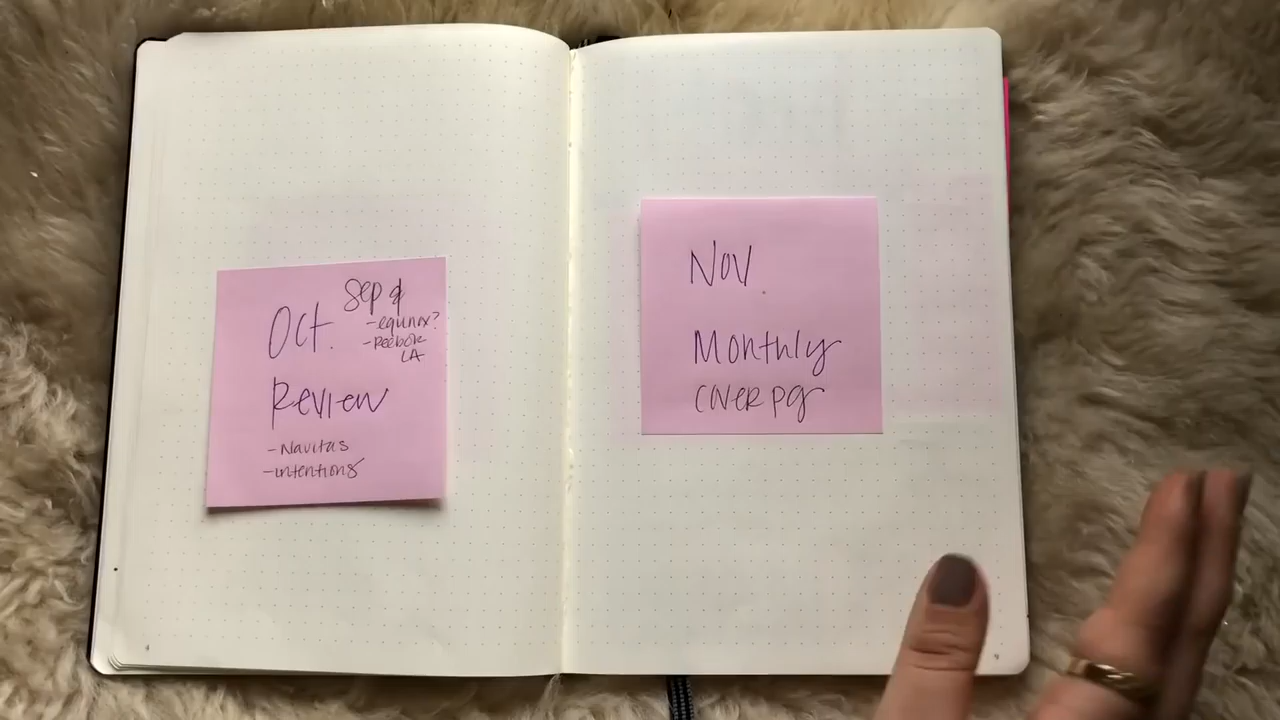 Sep &
Oct.
-equinox?
-Reebok
LA
Review
-Navitas
-intentions
Nov.
Monthly
cover pg